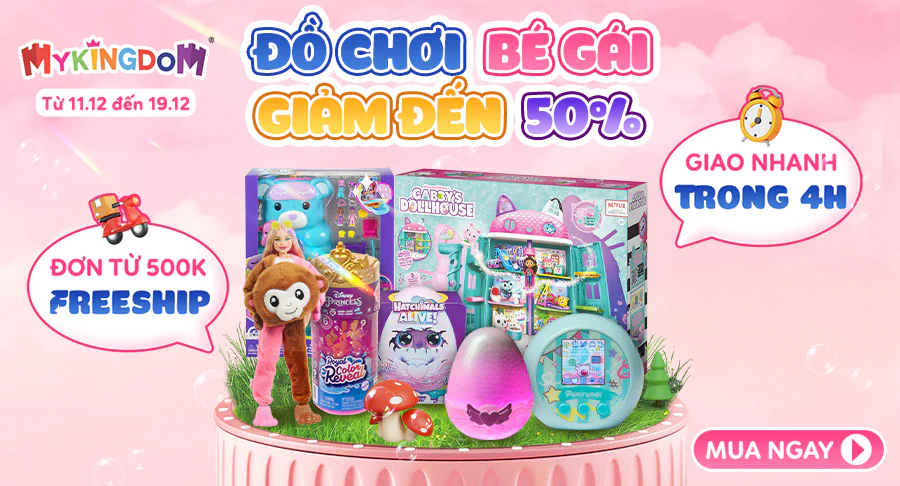 MYKINGDOM
Từ 11.12 đến 19.12
ĐỒ CHƠI BÉ GÁI
GIẢM ĐẾN 50%
GIAO NHANH
TRONG 4H
ĐƠN TỪ 500K
FREESHIP
GABBY'S
DOLLHOUSE
NETFLIX
Disney
PRINCESS
Royal
Color
Reveal
HATCHIMALS
ALIVE!
Punirunes
MUA NGAY